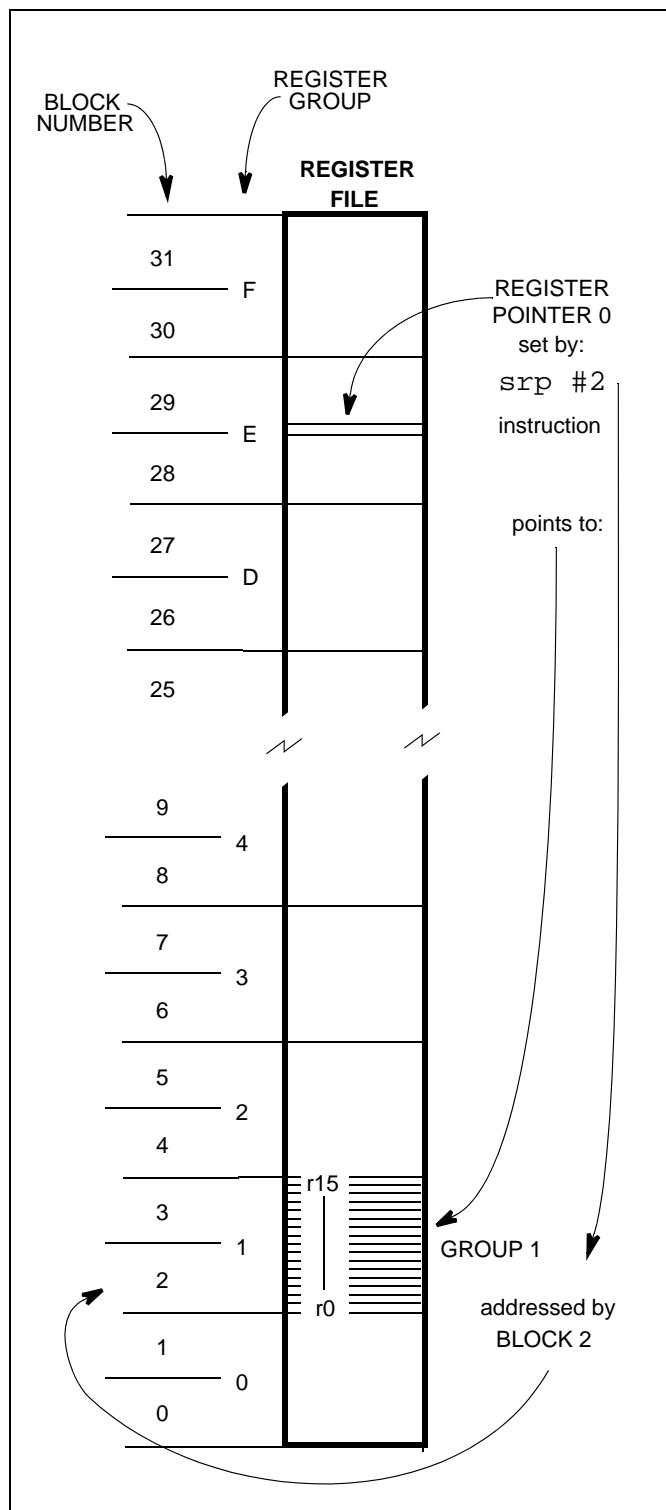 BLOCK
NUMBER
REGISTER
GROUP
REGISTER
FILE
31
F
30
29
E
28
27
D
26
25
9
4
8
7
3
6
5
2
4
3
1
2
1
0
0
REGISTER
POINTER 0
set by:
srp #2
instruction
points to:
r15
r0
GROUP 1
addressed by
BLOCK 2